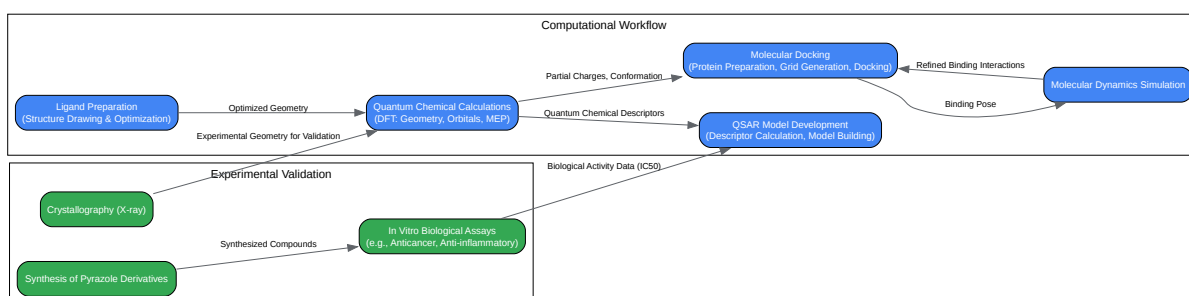 Computational Workflow
Molecular Docking
(Protein Preparation, Grid Generation, Docking)
Refined Binding Interactions
Partial Charges, Conformation
Molecular Dynamics Simulation
Ligand Preparation
(Structure Drawing & Optimization)
Optimized Geometry
Quantum Chemical Calculations
(DFT: Geometry, Orbitals, MEP)
Binding Pose
Quantum Chemical Descriptors
QSAR Model Development
(Descriptor Calculation, Model Building)
Experimental Geometry for Validation
Biological Activity Data (IC50)
Experimental Validation
Crystallography (X-ray)
In Vitro Biological Assays
(e.g., Anticancer, Anti-inflammatory)
Synthesized Compounds
Synthesis of Pyrazole Derivatives